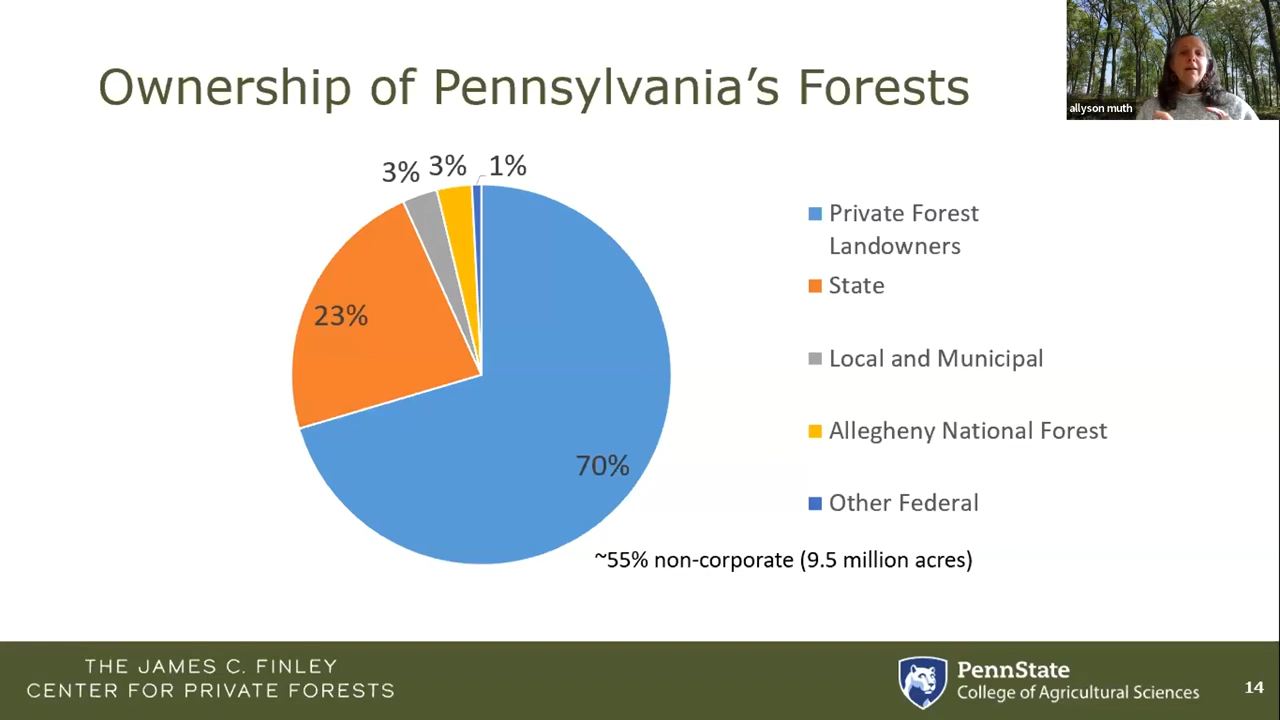 Ownership of Pennsylvania's Forests
allyson muth
3% 3% 1%
23%
70%
Private Forest
Landowners
State
Local and Municipal
Allegheny National Forest
Other Federal
~55% non-corporate (9.5 million acres)
THE JAMES C. FINLEY
CENTER FOR PRIVATE FORESTS
PennState
College of Agricultural Sciences
14